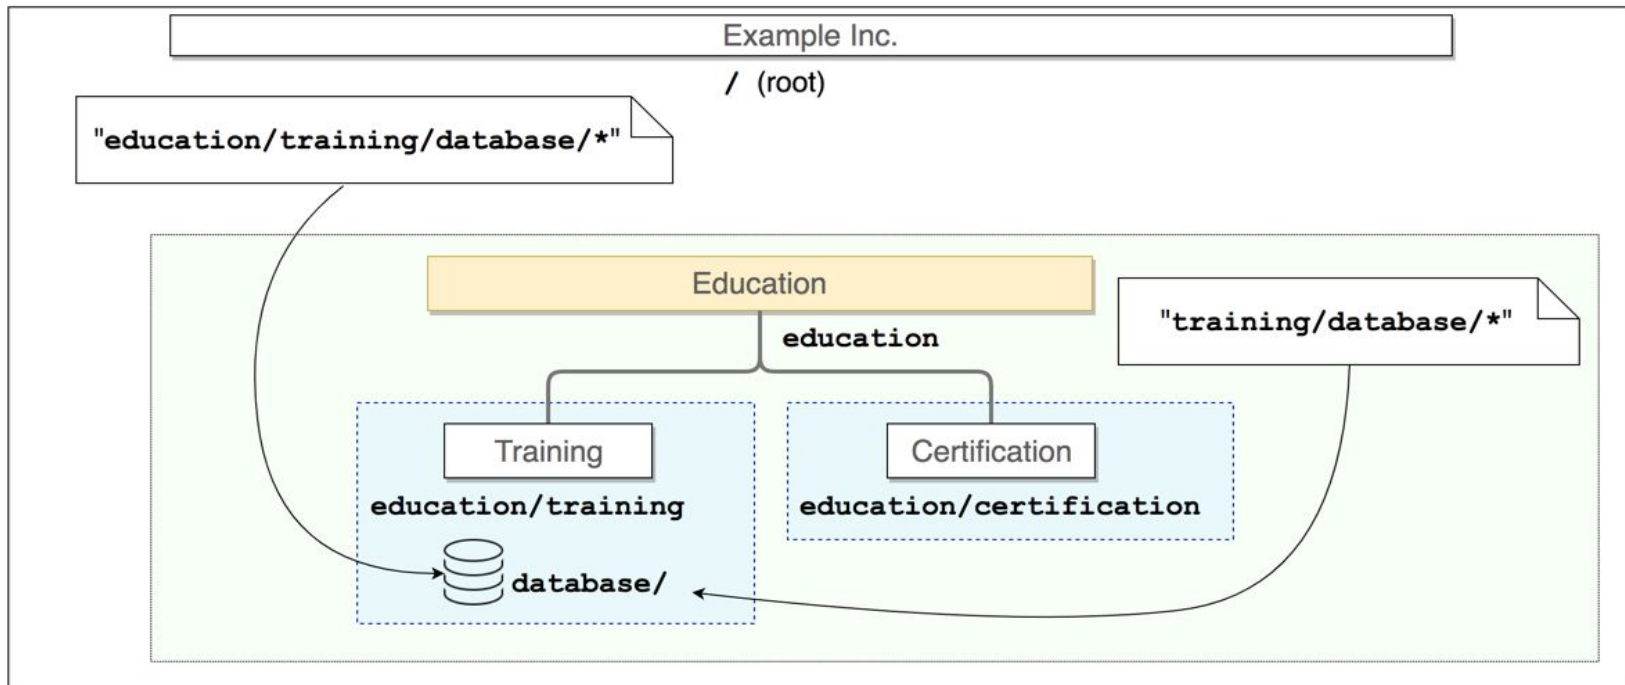 Example Inc.
/ (root)
"education/training/database/*"
Education
"training/database/*"
education
Training
Certification
education/training
education/certification
database/